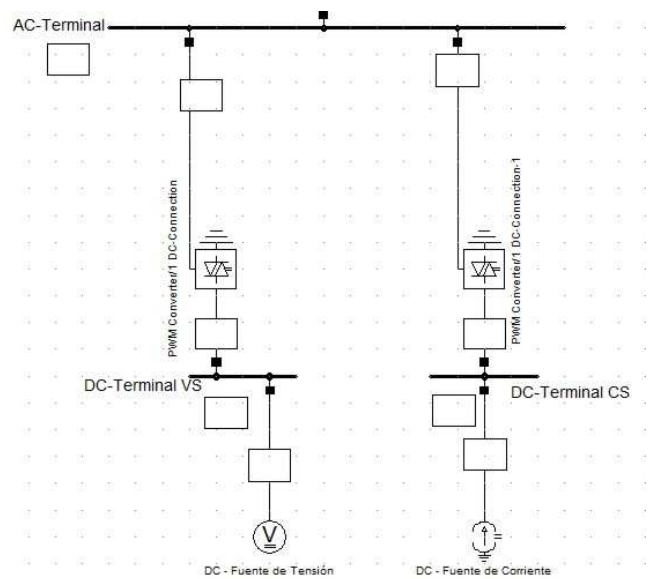 AC-Terminal
PWM Converter/1 DC-Connection
PWM Converter/1 DC-Connection-1
DC-Terminal VS
DC-Terminal CS
V
DC - Fuente de Tensión
DC - Fuente de Corriente